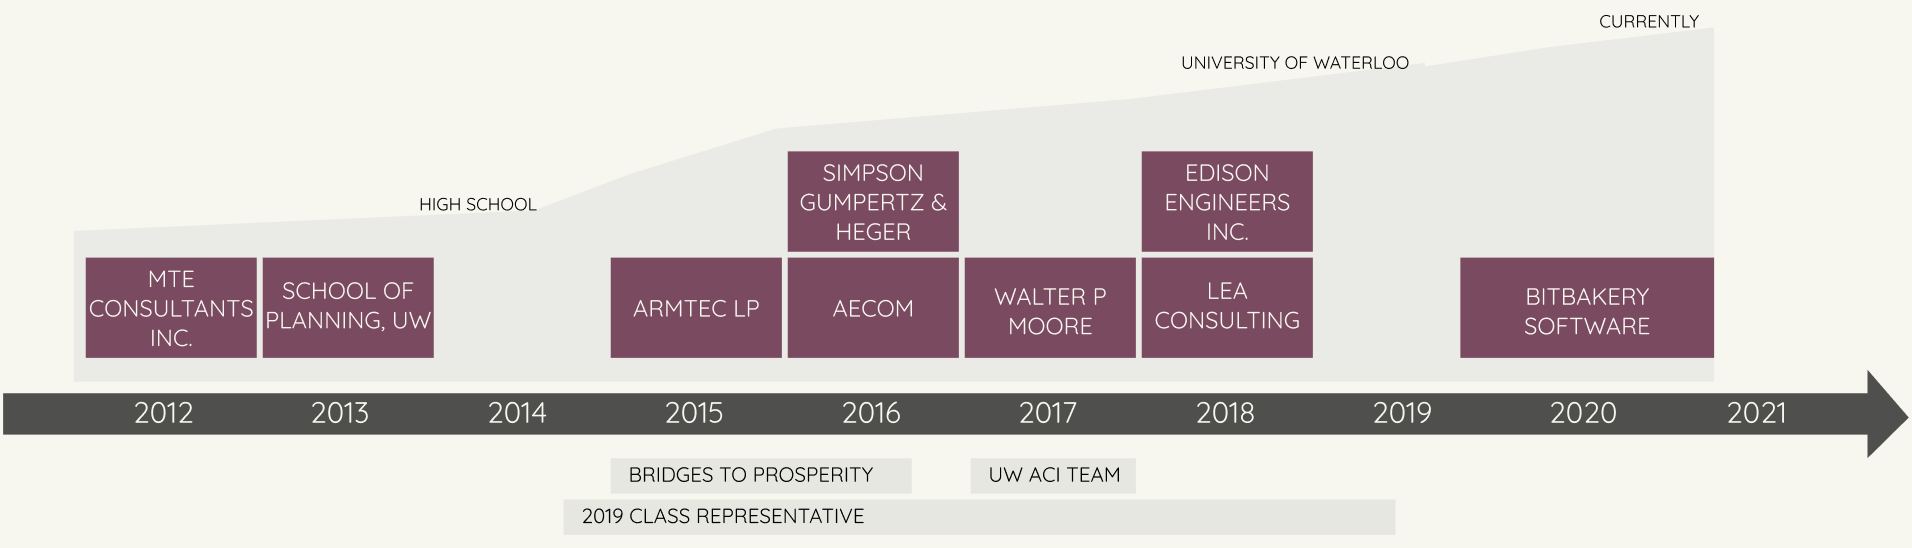 CURRENTLY
UNIVERSITY OF WATERLOO
HIGH SCHOOL
SIMPSON
GUMPERTZ &
HEGER
EDISON
ENGINEERS
INC.
MTE
CONSULTANTS
INC.
SCHOOL OF
PLANNING, UW
ARMTEC LP
AECOM
WALTER P
MOORE
LEA
CONSULTING
BITBAKERY
SOFTWARE
2012 2013 2014 2015 2016 2017 2018 2019 2020 2021
BRIDGES TO PROSPERITY
UW ACI TEAM
2019 CLASS REPRESENTATIVE